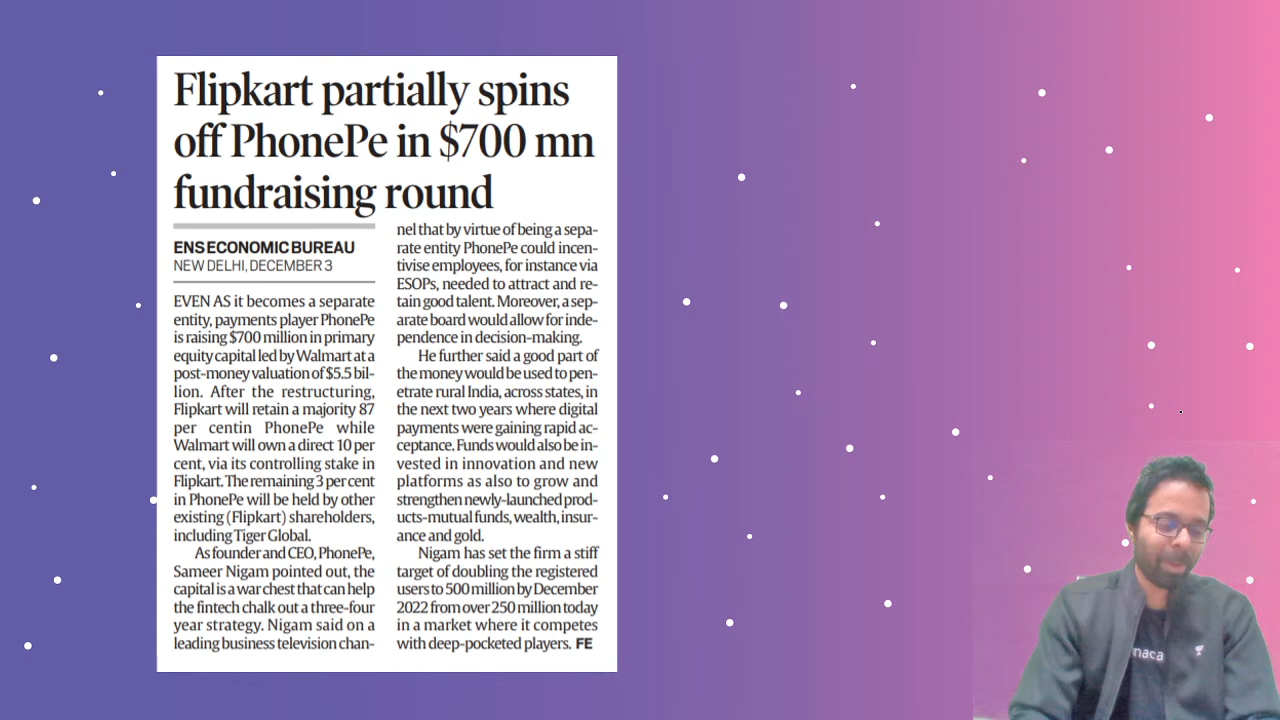 Flipkart partially spins
off PhonePe in $700 mn
fundraising round
ENS ECONOMIC BUREAU
NEW DELHI, DECEMBER 3
EVEN AS it becomes a separate
entity, payments player PhonePe
is raising $700 million in primary
equity capital led by Walmart at a
post-money valuation of $5.5 bil-
lion. After the restructuring,
Flipkart will retain a majority 87
per centin PhonePe while
Walmart will own a direct 10 per
cent, via its controlling stake in
Flipkart. The remaining 3 per cent
in PhonePe will be held by other
existing (Flipkart) shareholders,
including Tiger Global.
As founder and CEO, PhonePe,
Sameer Nigam pointed out, the
capital is a war chest that can help
the fintech chalk out a three-four
year strategy. Nigam said on a
leading business television chan-
nel that by virtue of being a sepa-
rate entity PhonePe could incen-
tivise employees, for instance via
ESOPs, needed to attract and re-
tain good talent. Moreover, a sep-
arate board would allow for inde-
pendence in decision-making.
He further said a good part of
the money would be used to pen-
etrate rural India, across states, in
the next two years where digital
payments were gaining rapid ac-
ceptance. Funds would also be in-
vested in innovation and new
platforms as also to grow and
strengthen newly-launched prod-
ucts-mutual funds, wealth, insur-
ance and gold.
Nigam has set the firm a stiff
target of doubling the registered
users to 500 million by December
2022 from over 250 million today
in a market where it competes
with deep-pocketed players. FE